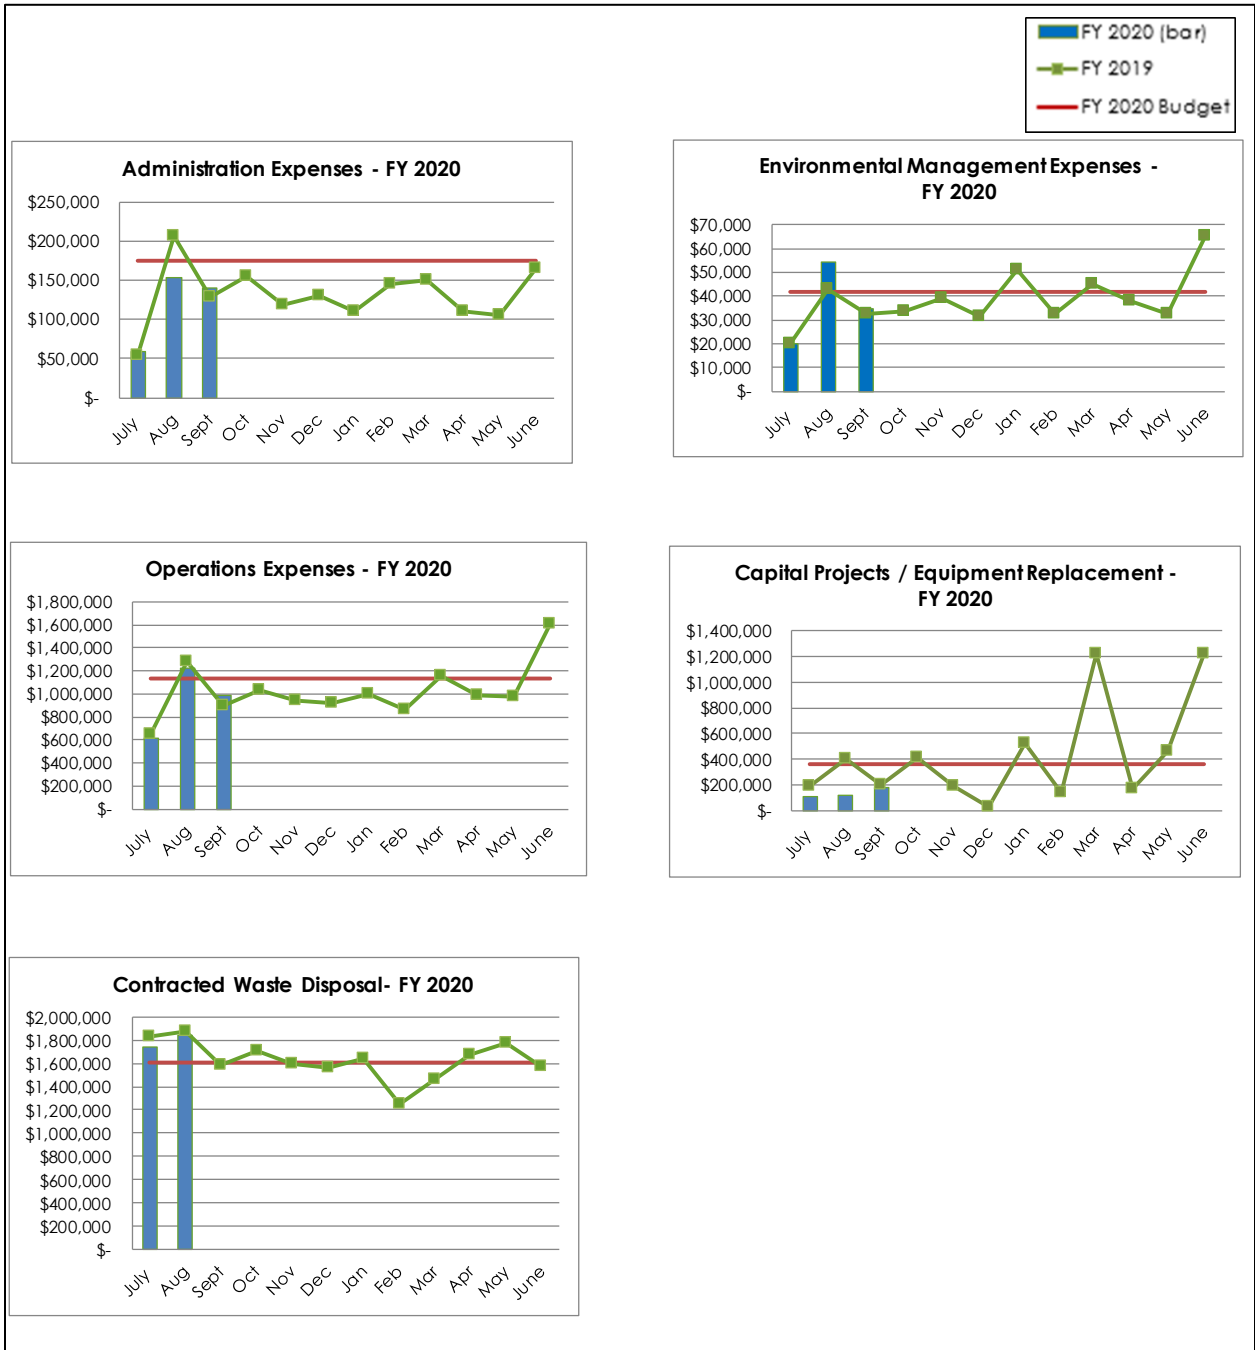 FY 2020 (bar)
FY 2019
FY 2020 Budget
Administration Expenses - FY 2020
$250,000
$200,000
$150,000
$100,000
$50,000
$-
July Aug Sept Oct Nov Dec Jan Feb Mar Apr May June
Environmental Management Expenses -
FY 2020
$70,000
$60,000
$50,000
$40,000
$30,000
$20,000
$10,000
$-
July Aug Sept Oct Nov Dec Jan Feb Mar Apr May June
Operations Expenses - FY 2020
$1,800,000
$1,600,000
$1,400,000
$1,200,000
$1,000,000
$800,000
$600,000
$400,000
$200,000
$-
July Aug Sept Oct Nov Dec Jan Feb Mar Apr May June
Capital Projects / Equipment Replacement -
FY 2020
$1,400,000
$1,200,000
$1,000,000
$800,000
$600,000
$400,000
$200,000
$-
July Aug Sept Oct Nov Dec Jan Feb Mar Apr May June
Contracted Waste Disposal- FY 2020
$2,000,000
$1,800,000
$1,600,000
$1,400,000
$1,200,000
$1,000,000
$800,000
$600,000
$400,000
$200,000
$-
July Aug Sept Oct Nov Dec Jan Feb Mar Apr May June